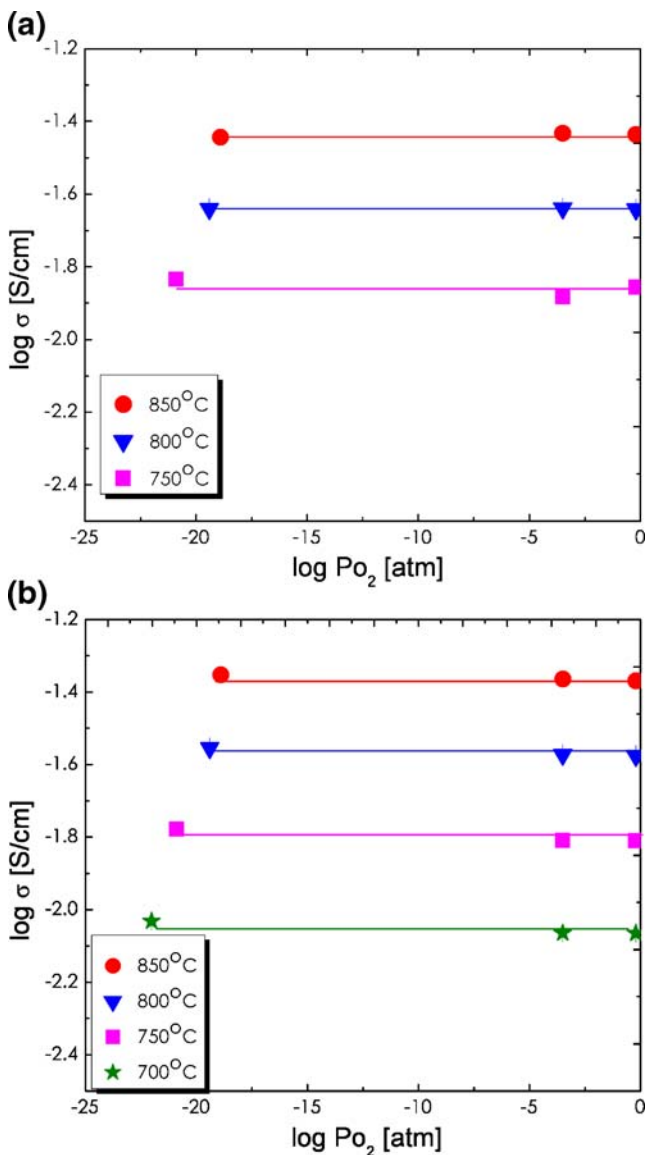 (a)
-1.2
-1.4
-1.6
-1.8
-2.0
-2.2
-2.4
log σ [S/cm]
850°C
800°C
750°C
-25 -20 -15 -10 -5 0
log Po₂ [atm]
(b)
-1.2
-1.4
-1.6
-1.8
-2.0
-2.2
-2.4
log σ [S/cm]
850°C
800°C
750°C
700°C
-25 -20 -15 -10 -5 0
log Po₂ [atm]